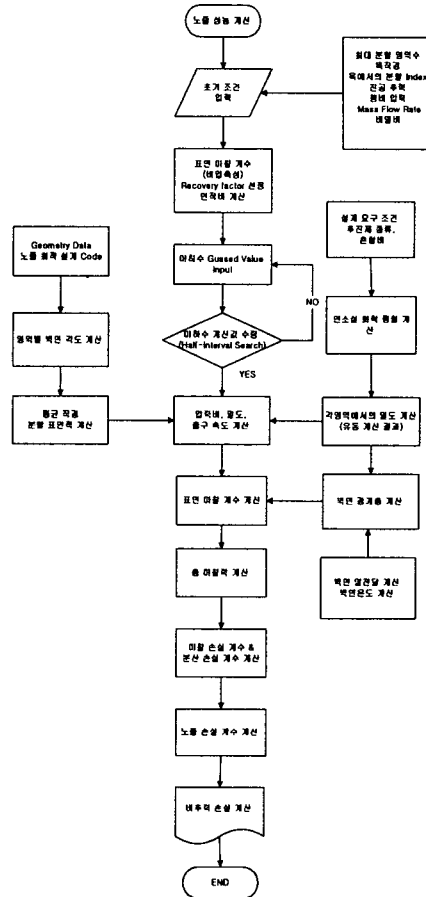 노즐 성능 계산
최대 분할 영역수
목직경
목에서의 분할 Index
진공 추력
팽비 입력
Mass Flow Rate
비열비
초기 조건
입력
표면 마찰 계수
(비압축성)
Recovery factor 선정
면적비 계산
설계 요구 조건
추진제 종류,
혼합비
Geometry Data
노즐 최적 설계 Code
마하수 Guessed Value
Input
NO
연소실 화학 평형 계
산
마하수 계산값 수렴
(Half-Interval Search)
영역별 벽면 각도 계산
YES
평균 직경
분할 표면적 계산
압력비, 밀도,
출구 속도 계산
각영역에서의 밀도 계산
(유동 계산 결과)
표면 마찰 계수 계산
벽면 경계층 계산
총 마찰력 계산
벽면 열전달 계산
벽면온도 계산
마찰 손실 계수 &
분산 손실 계수 계산
노즐 손실 계수 계산
비추력 손실 계산
END